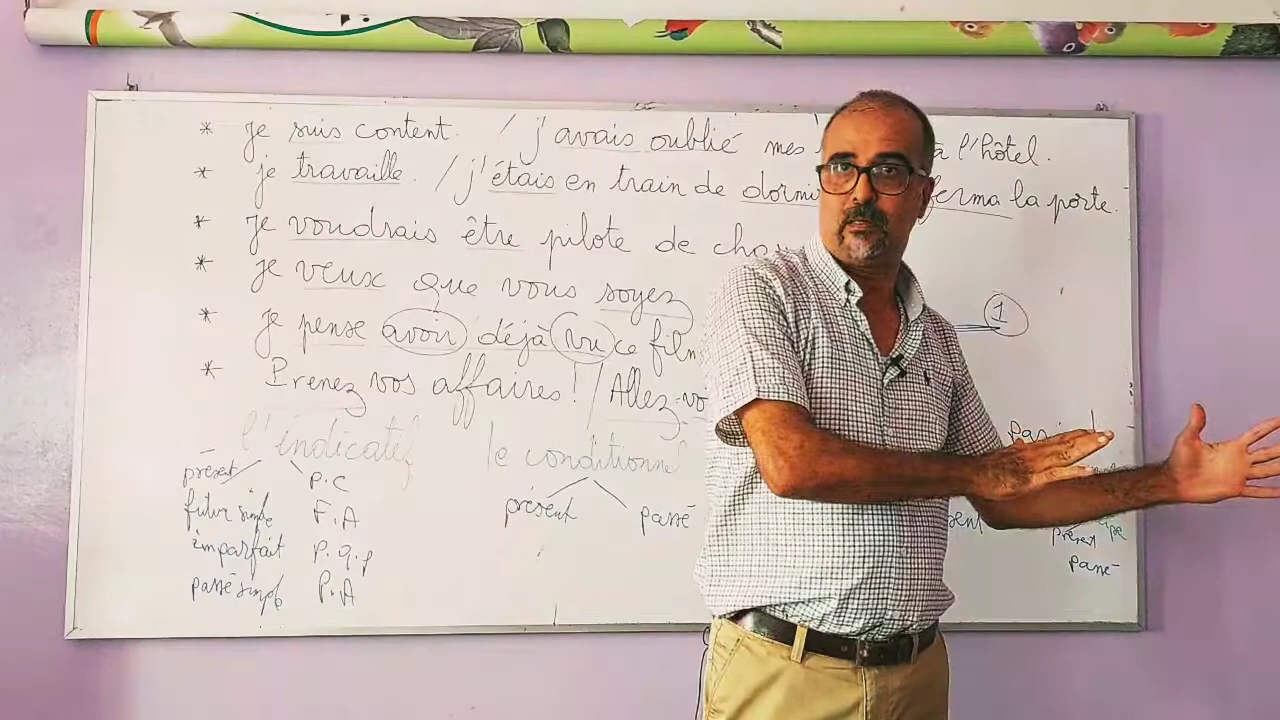 * je suis content. / j'avais oublié mes à l'hôtel.
* je travaille. / j'étais en train de dormi ferma la porte.
* je voudrais être pilote de cha
* je veux que vous soyez
* je pense avoir déjà vu ce film 1
* Prenez vos affaires ! / Allez-vo
l'indicatif le conditionnel
présent P.C
futur simple F.A
imparfait P.q.p
passé simple P.A
présent passé
présent
passé